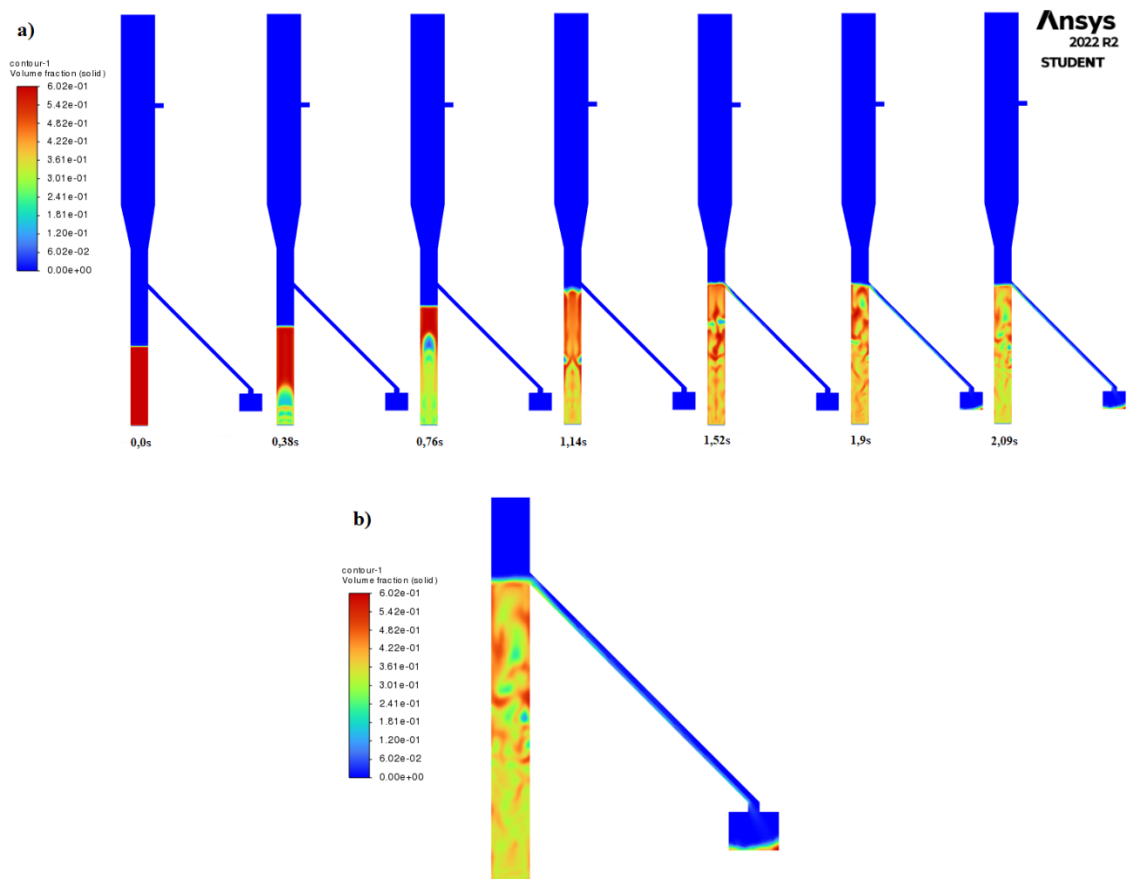 a)
Ansys
2022 R2
STUDENT
contour-1
Volume fraction (solid)
6.02e-01
5.42e-01
4.82e-01
4.22e-01
3.61e-01
3.01e-01
2.41e-01
1.81e-01
1.20e-01
6.02e-02
0.00e+00
0,0s
0,38s
0,76s
1,14s
1,52s
1,9s
2,09s
b)
contour-1
Volume fraction (solid)
6.02e-01
5.42e-01
4.82e-01
4.22e-01
3.61e-01
3.01e-01
2.41e-01
1.81e-01
1.20e-01
6.02e-02
0.00e+00